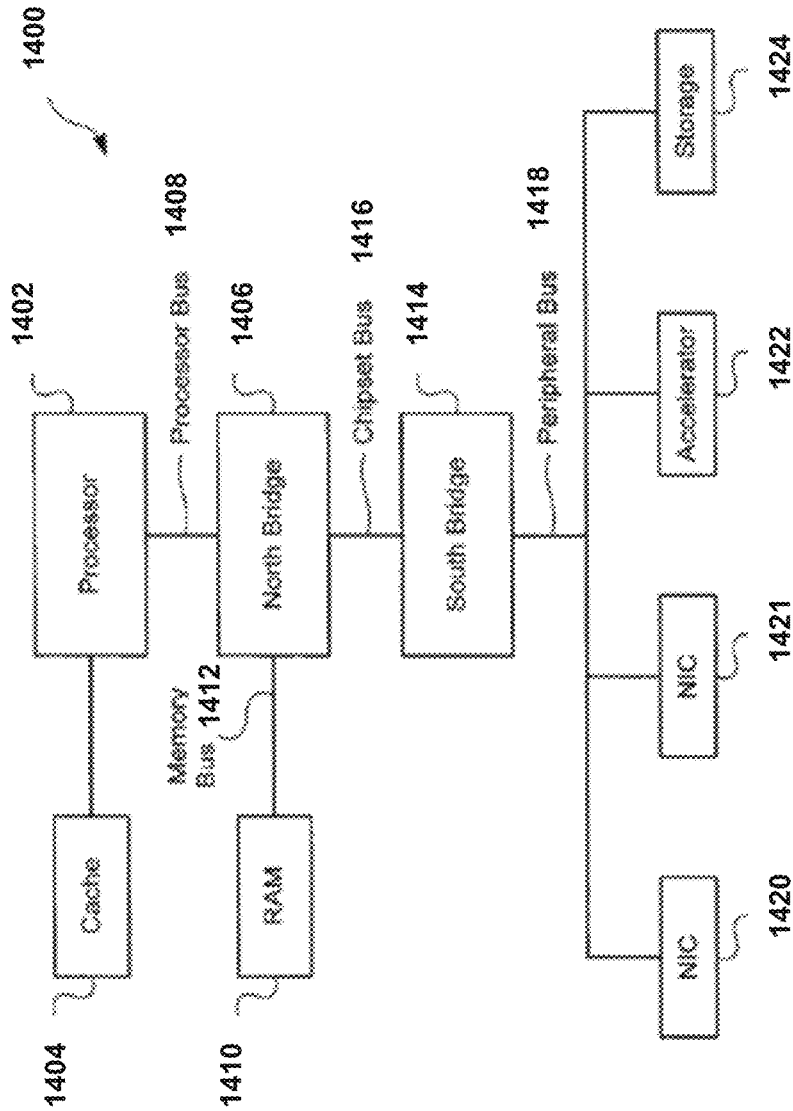 1400
1402
1404
Processor
Cache
Processor Bus 1408
1406
1410
North Bridge
Memory
Bus 1412
RAM
Chipset Bus 1416
1414
South Bridge
Peripheral Bus 1418
NIC
NIC
Accelerator
Storage
1420
1421
1422
1424